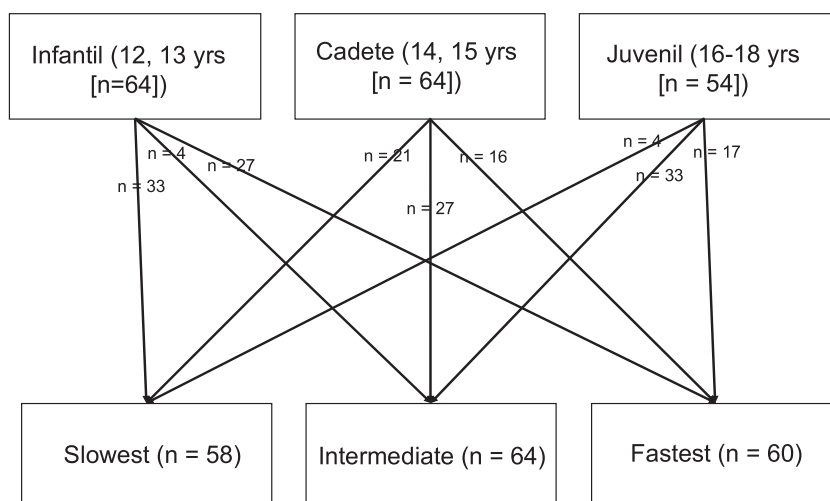 Infantil (12, 13 yrs
[n=64])
Cadete (14, 15 yrs
[n = 64])
Juvenil (16-18 yrs
[n = 54])
n = 4
n = 27
n = 33
n = 21
n = 16
n = 27
n = 4
n = 17
n = 33
Slowest (n = 58)
Intermediate (n = 64)
Fastest (n = 60)